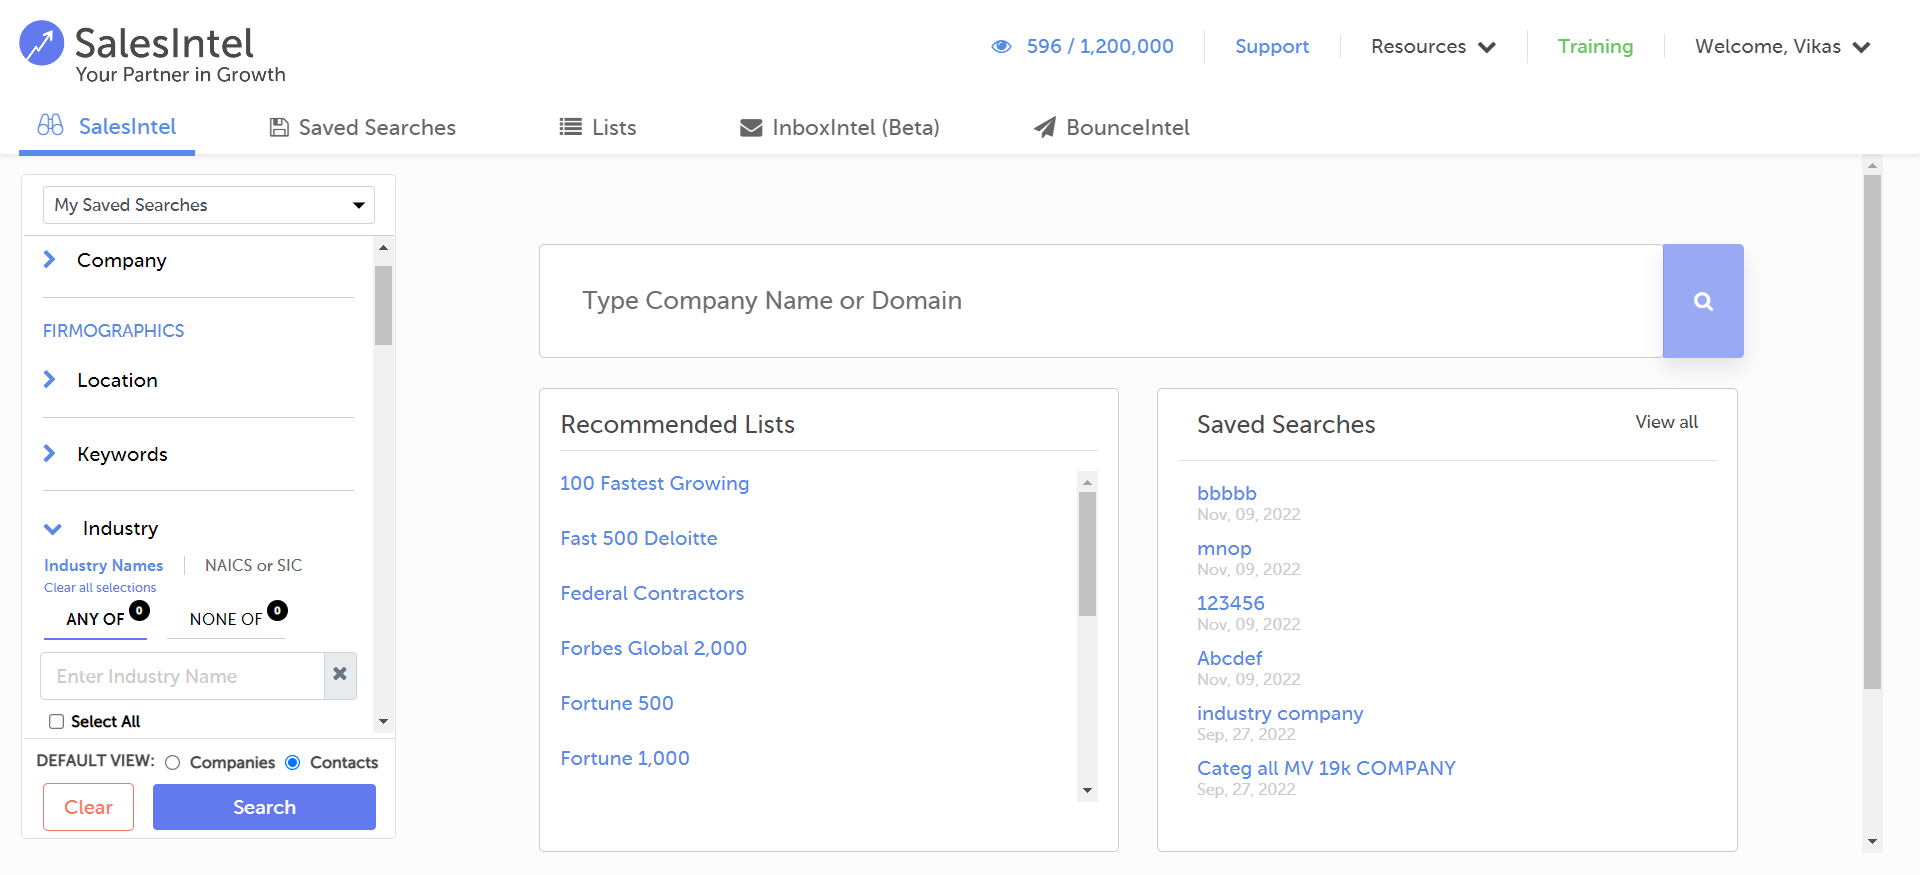 SalesIntel
Your Partner in Growth
596 / 1,200,000
Support
Resources
Training
Welcome, Vikas
SalesIntel
Saved Searches
Lists
InboxIntel (Beta)
BounceIntel
My Saved Searches
Company
FIRMOGRAPHICS
Location
Keywords
Industry
Industry Names
NAICS or SIC
Clear all selections
ANY OF 0
NONE OF 0
Enter Industry Name
Select All
DEFAULT VIEW: Companies Contacts
Clear
Search
Type Company Name or Domain
Recommended Lists
100 Fastest Growing
Fast 500 Deloitte
Federal Contractors
Forbes Global 2,000
Fortune 500
Fortune 1,000
Saved Searches
View all
bbbbb
Nov, 09, 2022
mnop
Nov, 09, 2022
123456
Nov, 09, 2022
Abcdef
Nov, 09, 2022
industry company
Sep, 27, 2022
Categ all MV 19k COMPANY
Sep, 27, 2022